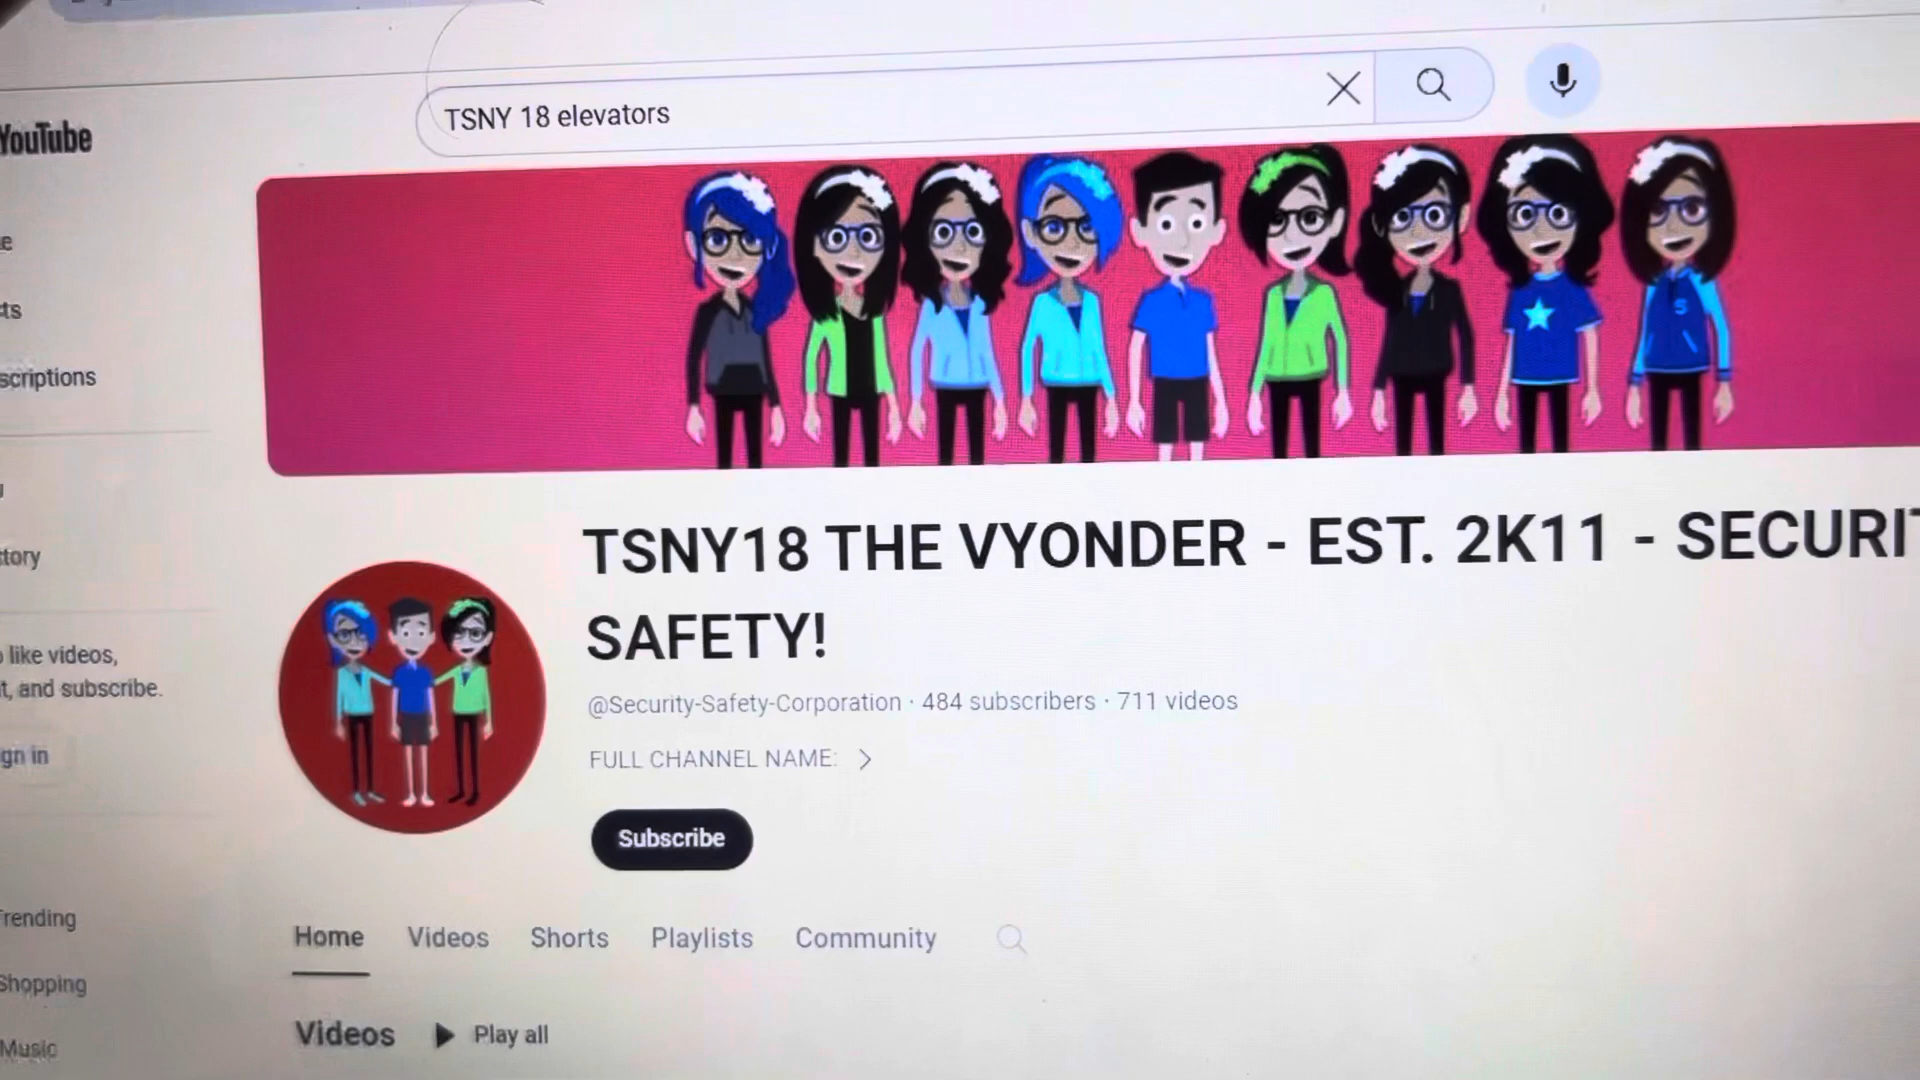 TSNY 18 elevators
YouTube
scriptions
tory
like videos,
t, and subscribe.
gn in
Trending
Shopping
Music
S
TSNY18 THE VYONDER - EST. 2K11 - SECURIT
SAFETY!
@Security-Safety-Corporation · 484 subscribers · 711 videos
FULL CHANNEL NAME:
Subscribe
Home Videos Shorts Playlists Community
Videos Play all